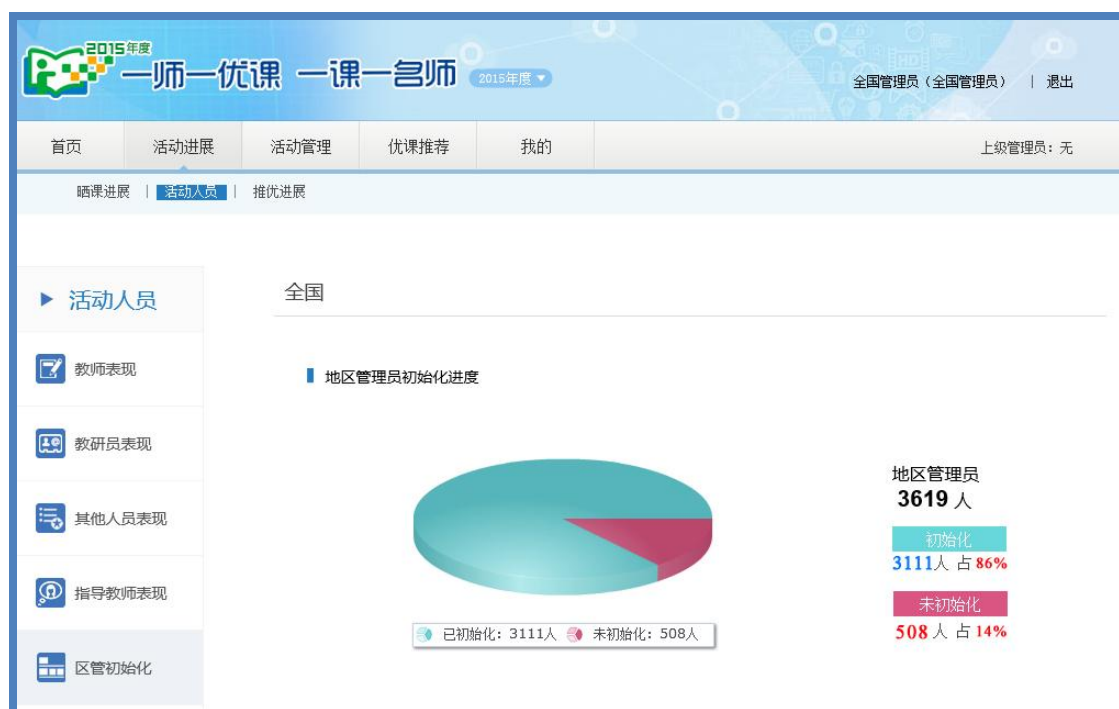 2015年度
一师一优课 一课一名师
2015年度
全国管理员（全国管理员） | 退出
首页 活动进展 活动管理 优课推荐 我的 上级管理员：无
晒课进展 | 活动人员 | 推优进展
活动人员
全国
教师表现
地区管理员初始化进度
教研员表现
其他人员表现
指导教师表现
区管初始化
地区管理员
3619 人
初始化
3111人 占 86%
未初始化
508 人 占 14%
已初始化：3111人 未初始化：508人